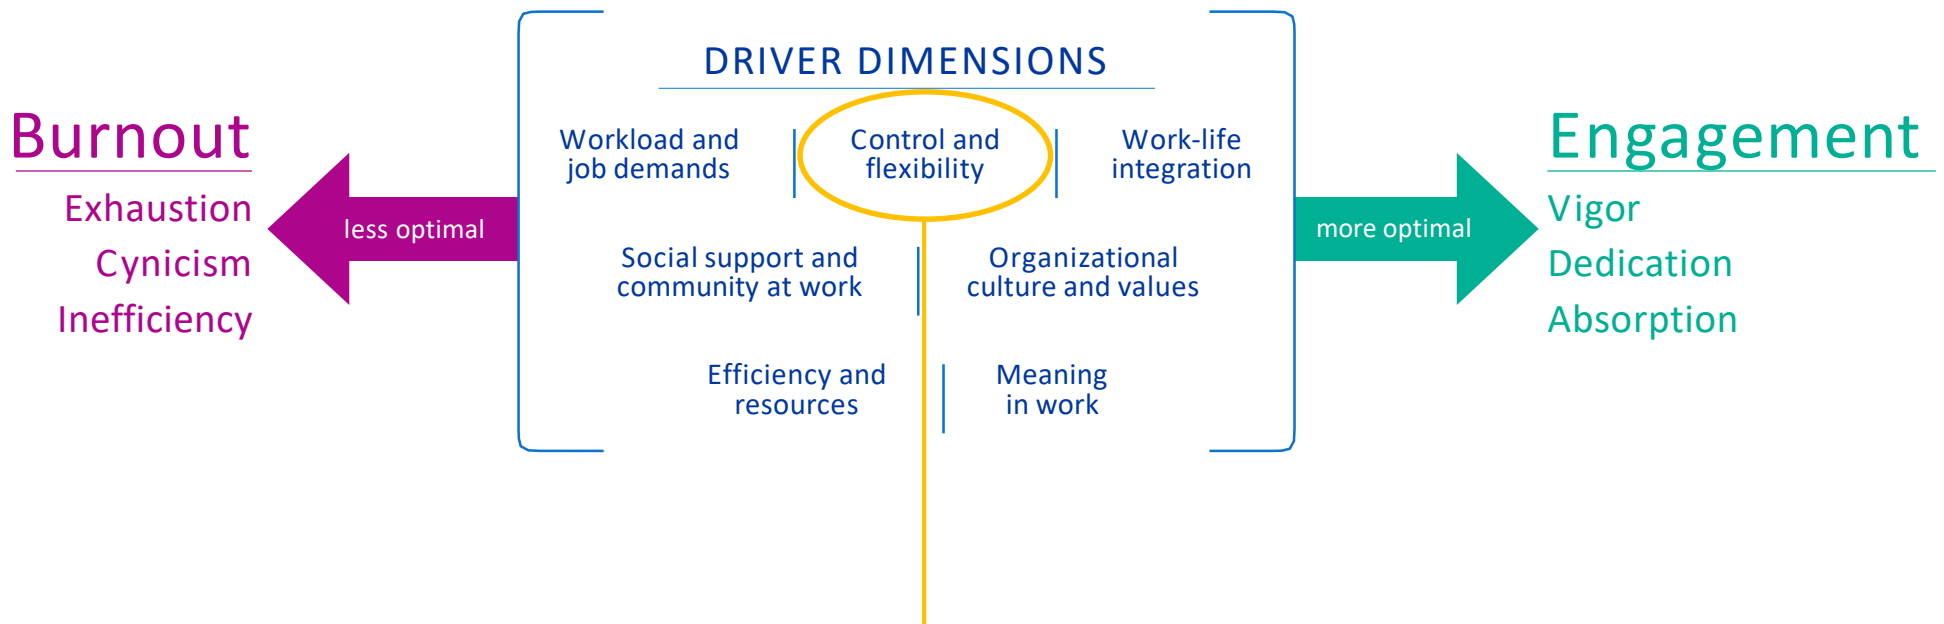 DRIVER DIMENSIONS
Burnout
Exhaustion
Cynicism
Inefficiency
less optimal
Workload and
job demands
Control and
flexibility
Work-life
integration
Social support and
community at work
Organizational
culture and values
Efficiency and
resources
Meaning
in work
more optimal
Engagement
Vigor
Dedication
Absorption